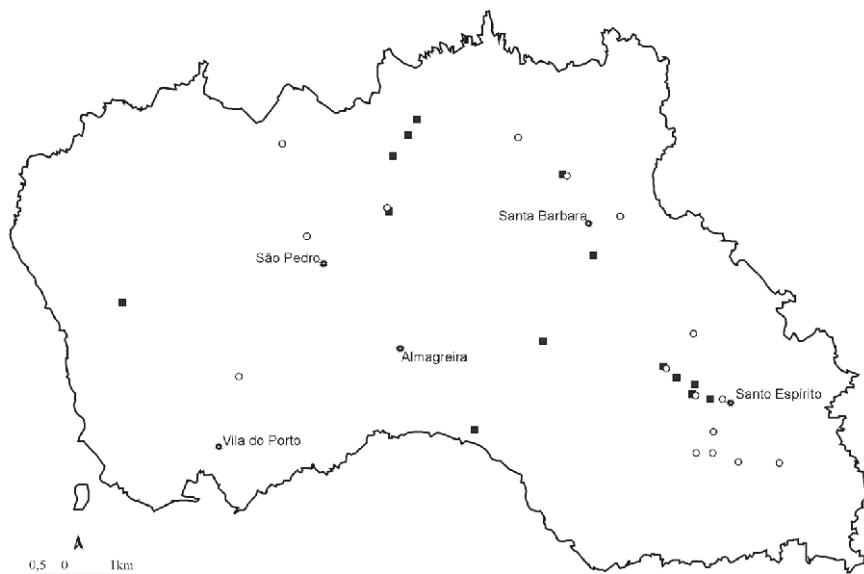 Santa Barbara
São Pedro
Almagreira
Santo Espírito
Vila do Porto
0,5 0 1km